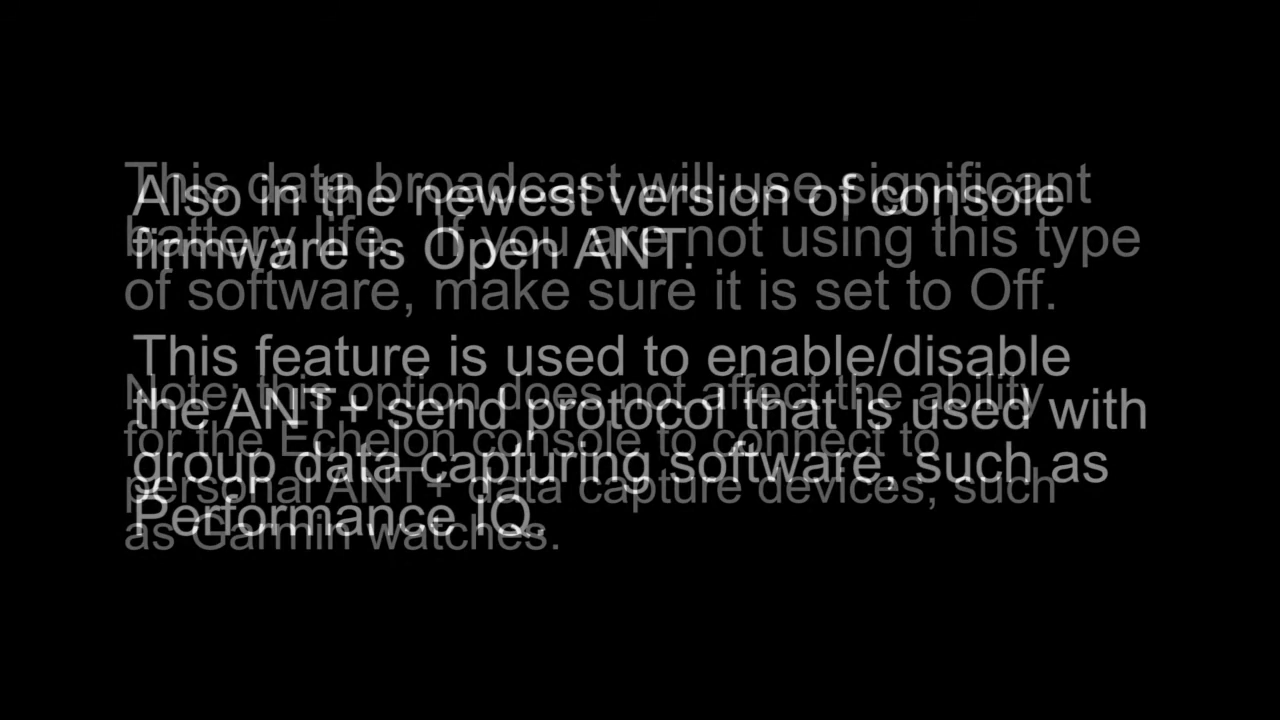 Also in the newest version of console
firmware is Open ANT.
This feature is used to enable/disable
the ANT+ send protocol that is used with
group data capturing software, such as
Performance IQ.
This data broadcast will use significant
battery life. If you are not using this type
of software, make sure it is set to Off.
Note: this option does not affect the ability
for the Echelon console to connect to
personal ANT+ data capture devices, such
as Garmin watches.